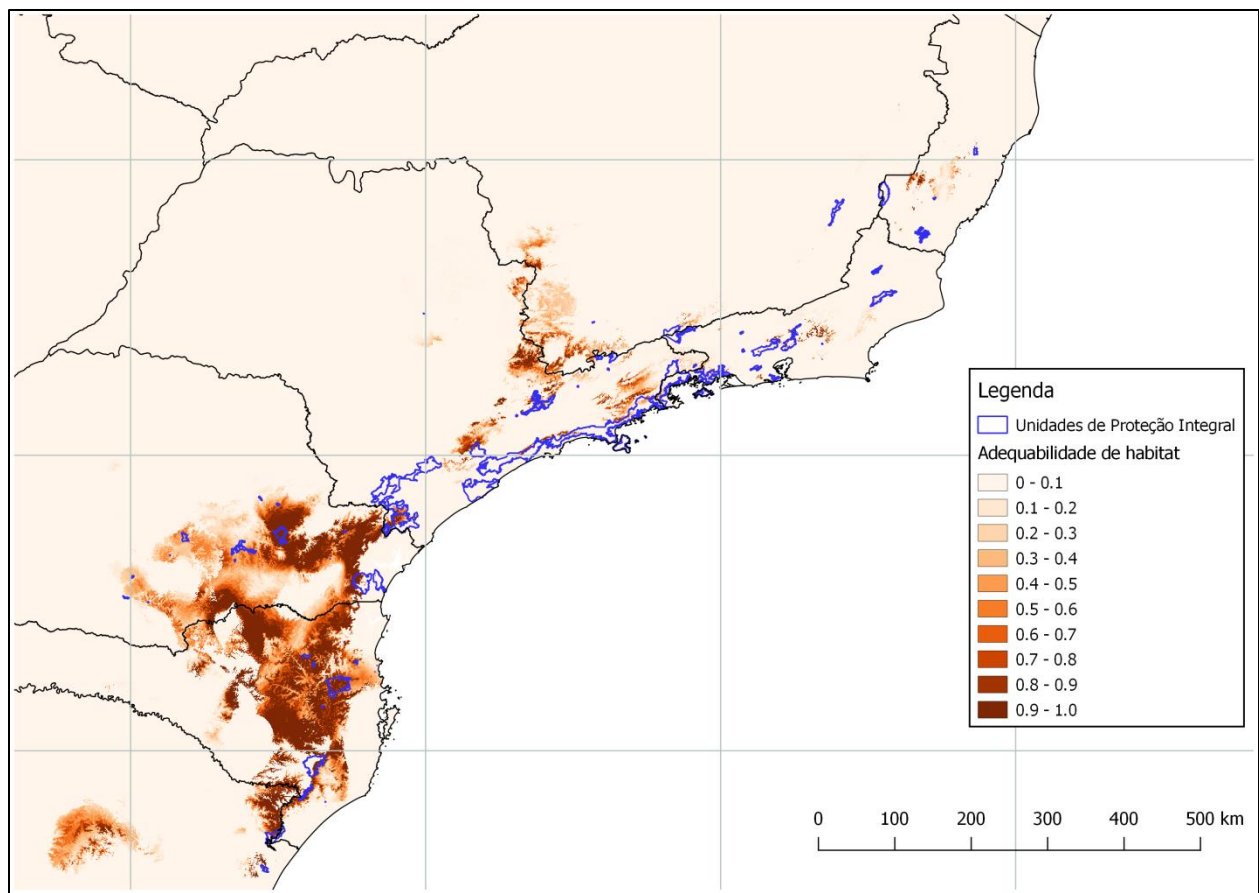 Legenda
Unidades de Proteção Integral
Adequabilidade de habitat
0 - 0.1
0.1 - 0.2
0.2 - 0.3
0.3 - 0.4
0.4 - 0.5
0.5 - 0.6
0.6 - 0.7
0.7 - 0.8
0.8 - 0.9
0.9 - 1.0
0 100 200 300 400 500 km